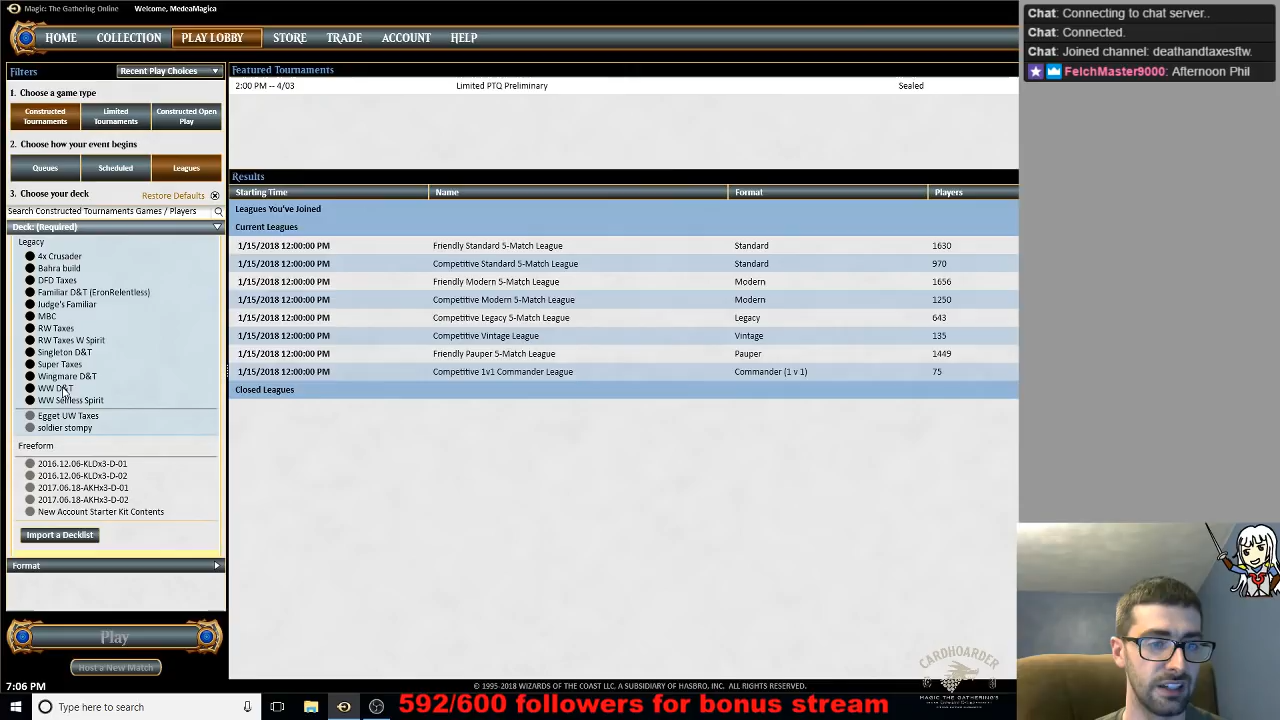 Magic: The Gathering Online Welcome, MedeaMagica
HOME COLLECTION PLAY LOBBY STORE TRADE ACCOUNT HELP
Filters Recent Play Choices
1. Choose a game type
Constructed Tournaments Limited Tournaments Constructed Open Play
2. Choose how your event begins
Queues Scheduled Leagues
3. Choose your deck Restore Defaults
Search Constructed Tournaments Games / Players
Deck: (Required)
Legacy
4x Crusader
Bahra build
DFD Taxes
Familiar D&T (EronRelentless)
Judge's Familiar
MBC
RW Taxes
RW Taxes W Spirit
Singleton D&T
Super Taxes
Wingmare D&T
WW D&T
WW Selfless Spirit
Egget UW Taxes
soldier stompy
Freeform
2016.12.06-KLDx3-D-01
2016.12.06-KLDx3-D-02
2017.06.18-AKHx3-D-01
2017.06.18-AKHx3-D-02
New Account Starter Kit Contents
Import a Decklist
Format
Play
Host a New Match
7:06 PM
Featured Tournaments
2:00 PM -- 4/03 Limited PTQ Preliminary Sealed
Results
Starting Time Name Format Players
Leagues You've Joined
Current Leagues
1/15/2018 12:00:00 PM Friendly Standard 5-Match League Standard 1630
1/15/2018 12:00:00 PM Competitive Standard 5-Match League Standard 970
1/15/2018 12:00:00 PM Friendly Modern 5-Match League Modern 1656
1/15/2018 12:00:00 PM Competitive Modern 5-Match League Modern 1250
1/15/2018 12:00:00 PM Competitive Legacy 5-Match League Legacy 643
1/15/2018 12:00:00 PM Competitive Vintage League Vintage 135
1/15/2018 12:00:00 PM Friendly Pauper 5-Match League Pauper 1449
1/15/2018 12:00:00 PM Competitive 1v1 Commander League Commander (1 v 1) 75
Closed Leagues
CARDHOARDER
MAGIC THE GATHERING'S
© 1995-2018 WIZARDS OF THE COAST LLC, A SUBSIDIARY OF HASBRO, INC. ALL RIGHTS RESERVED.
Type here to search
592/600 followers for bonus stream
Chat: Connecting to chat server..
Chat: Connected.
Chat: Joined channel: deathandtaxesftw.
FelchMaster9000: Afternoon Phil